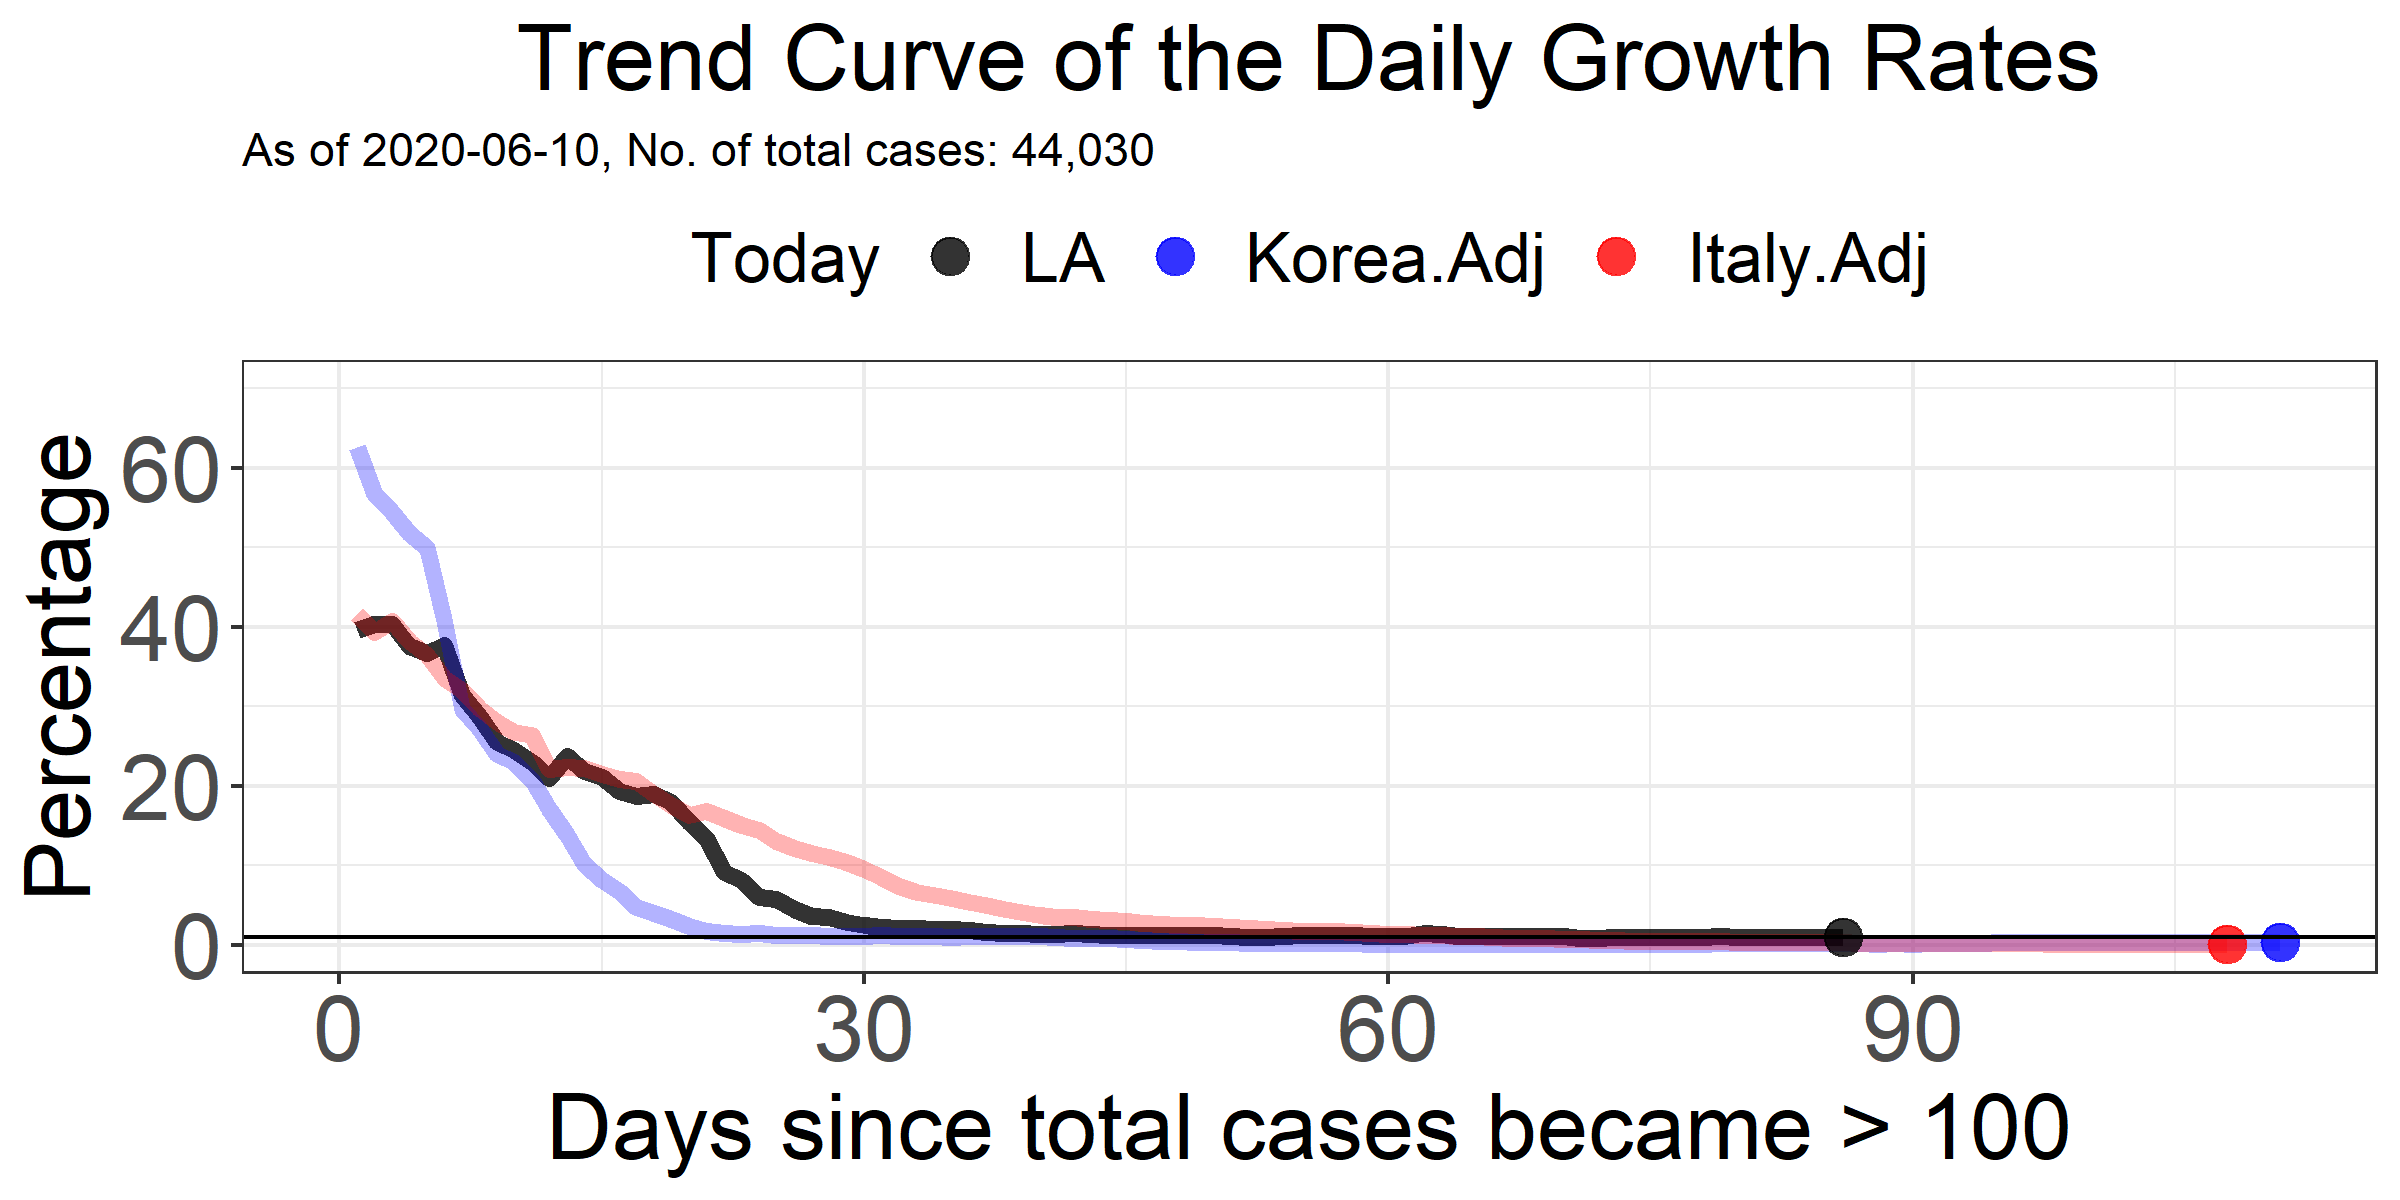 Trend Curve of the Daily Growth Rates
As of 2020-06-10, No. of total cases: 44,030
Today LA Korea.Adj Italy.Adj
Percentage
60
40
20
0
0 30 60 90
Days since total cases became > 100